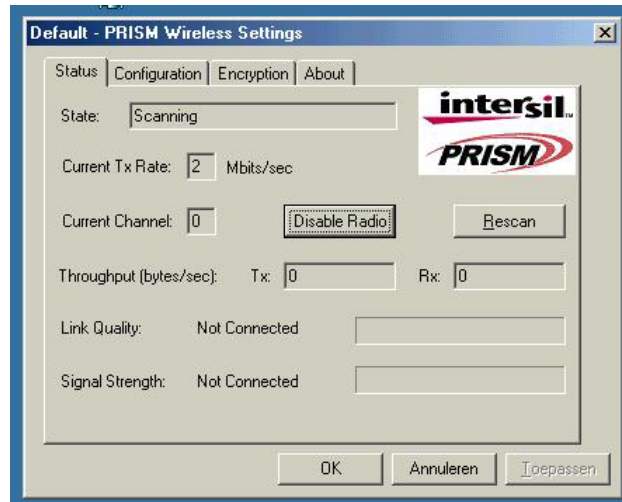 Default - PRISM Wireless Settings
Status Configuration Encryption About
intersil
PRISM
State: Scanning
Current Tx Rate: 2 Mbits/sec
Current Channel: 0 Disable Radio Rescan
Throughput (bytes/sec): Tx: 0 Rx: 0
Link Quality: Not Connected
Signal Strength: Not Connected
OK Annuleren Toepassen